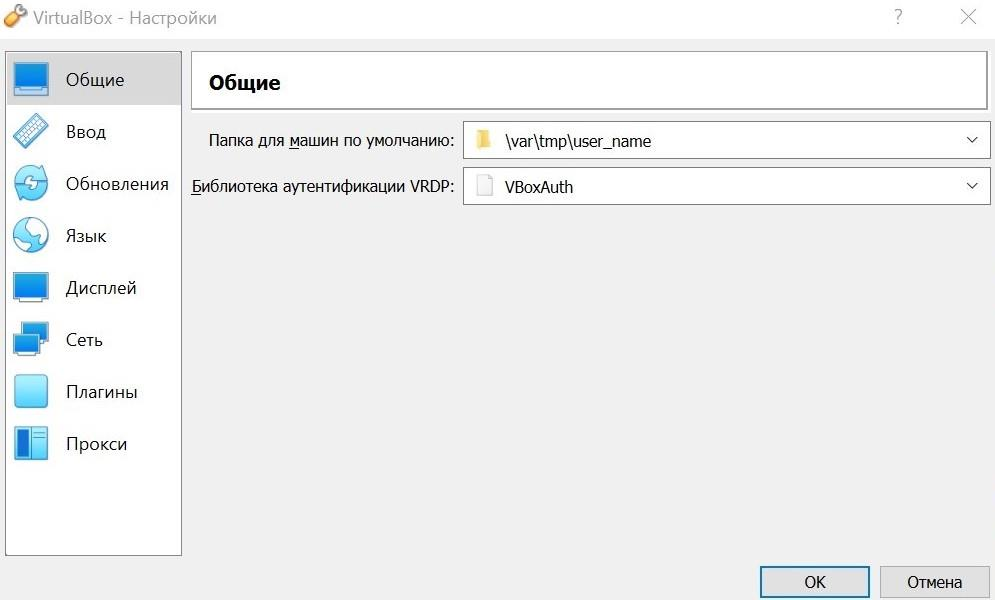 VirtualBox - Настройки
?
Общие
Ввод
Обновления
Язык
Дисплей
Сеть
Плагины
Прокси
Общие
Папка для машин по умолчанию: \var\tmp\user_name
Библиотека аутентификации VRDP: VBoxAuth
OK Отмена